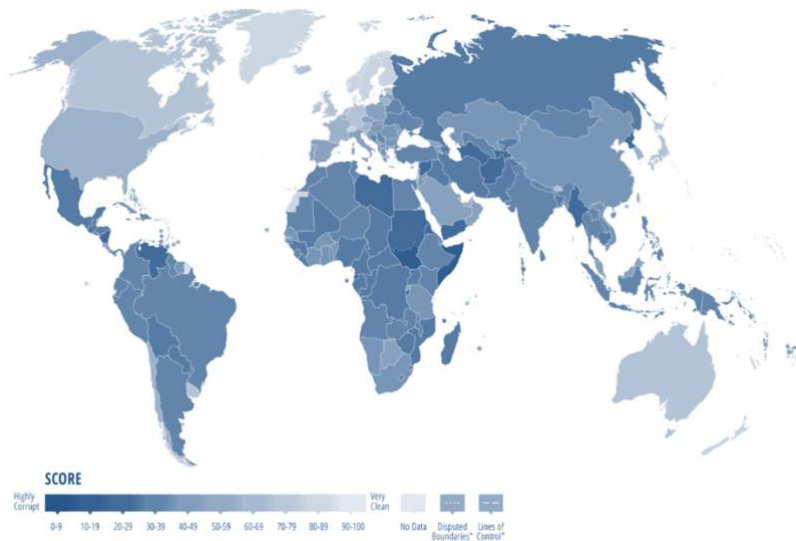 SCORE
Highly Corrupt
0-9 10-19 20-29 30-39 40-49 50-59 60-69 70-79 80-89 90-100
Very Clean
No Data
Disputed Boundaries*
Lines of Control*